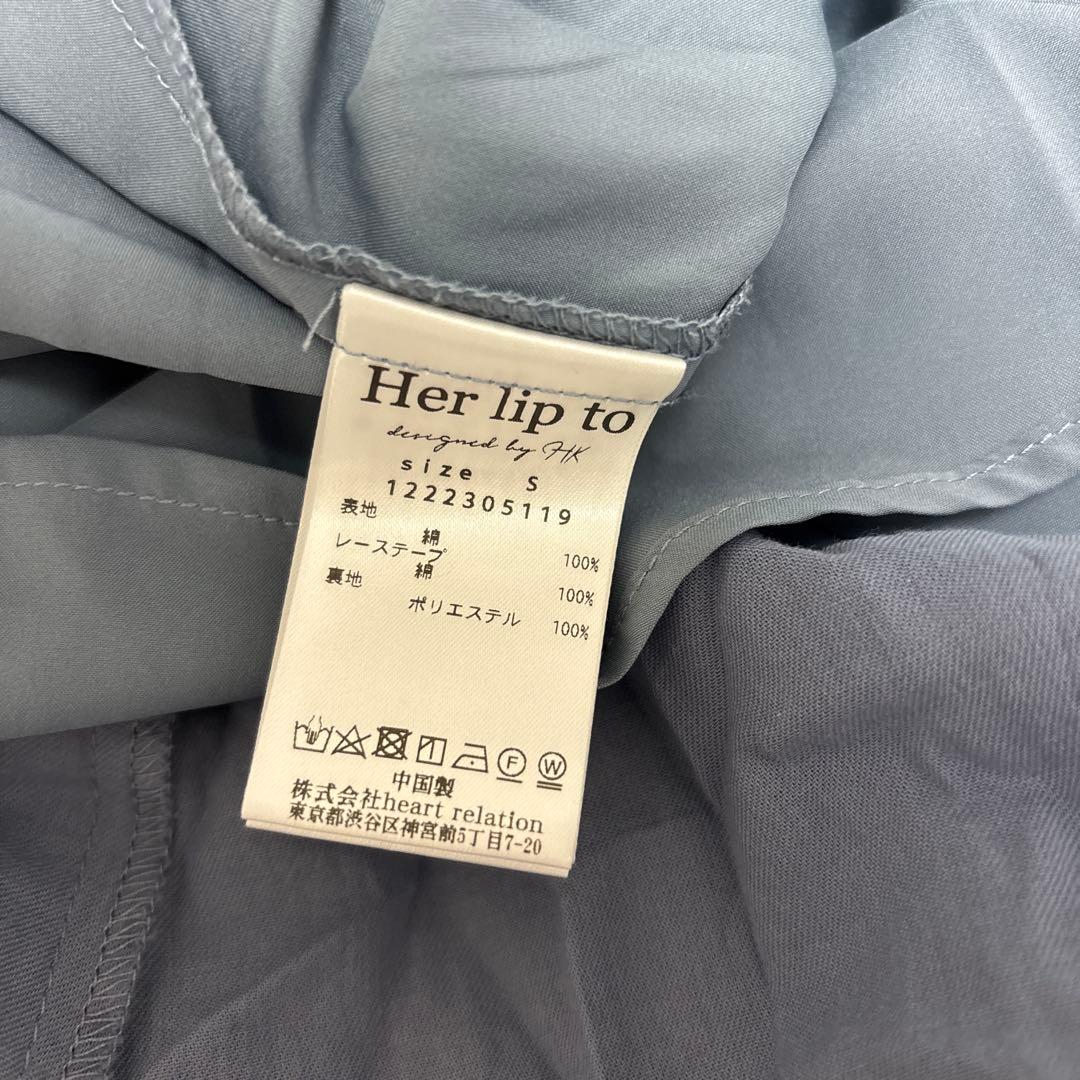 Her lip to
designed by HK
size S
1222305119
表地
綿 100%
レーステープ
綿 100%
裏地
ポリエステル 100%
F W
中国製
株式会社heart relation
東京都渋谷区神宮前5丁目7-20